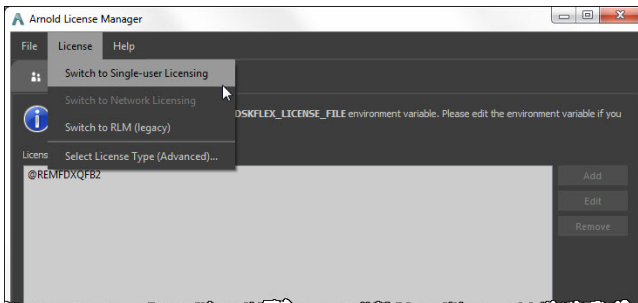 Arnold License Manager
File License Help
Switch to Single-user Licensing
Switch to Network Licensing
DSKFLEX_LICENSE_FILE environment variable. Please edit the environment variable if you
Switch to RLM (legacy)
Licens
Select License Type (Advanced)...
@REMFDXQFB2
Add
Edit
Remove